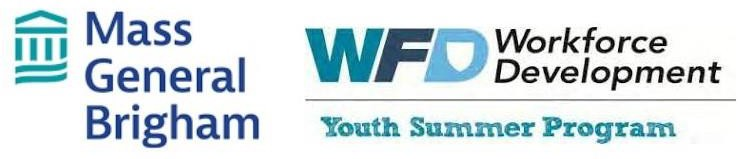 Mass
General
Brigham
WFD Workforce
Development
Youth Summer Program